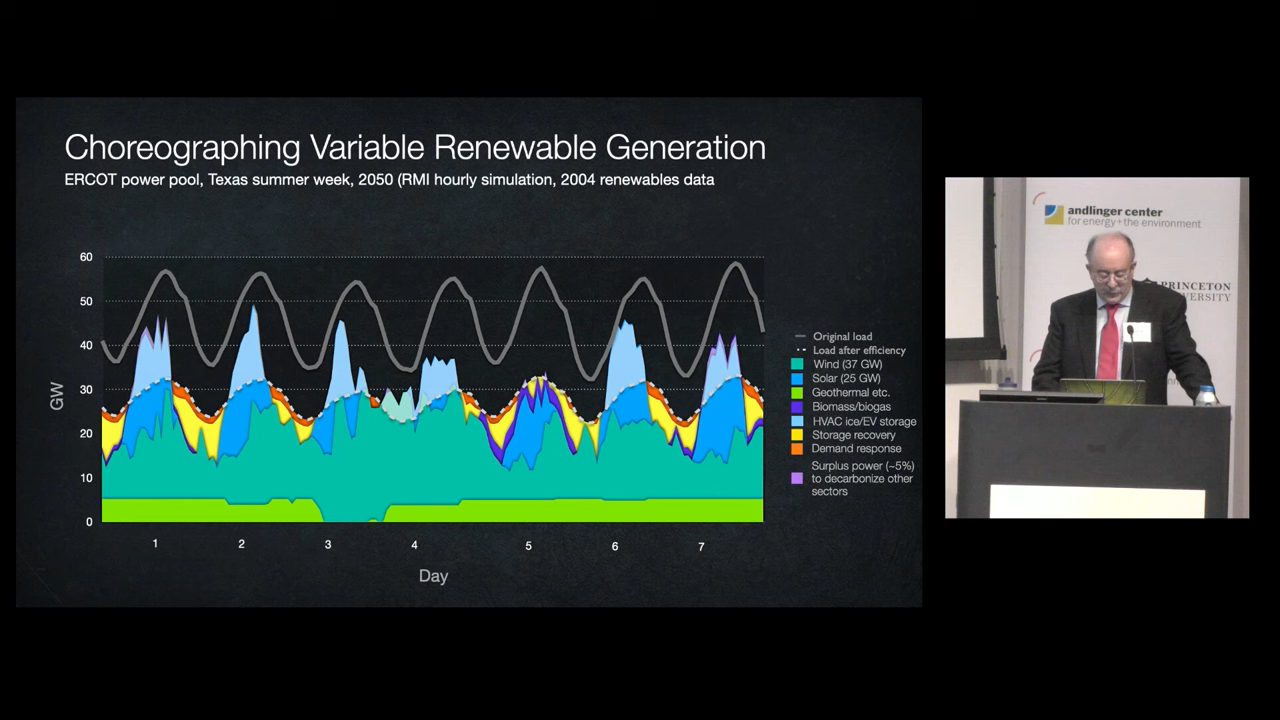 Choreographing Variable Renewable Generation
ERCOT power pool, Texas summer week, 2050 (RMI hourly simulation, 2004 renewables data
60
50
40
30
20
10
0
GW
1
2
3
4
5
6
7
Day
Original load
Load after efficiency
Wind (37 GW)
Solar (25 GW)
Geothermal etc.
Biomass/biogas
HVAC ice/EV storage
Storage recovery
Demand response
Surplus power (~5%)
to decarbonize other
sectors
andlinger center
for energy+the environment
PRINCETON
VERSITY